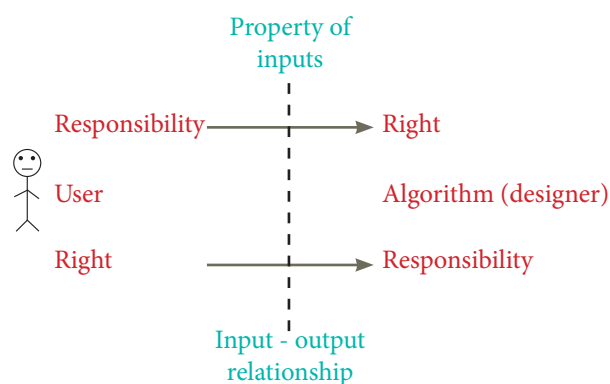 Property of
inputs
Responsibility Right
User Algorithm (designer)
Right Responsibility
Input - output
relationship